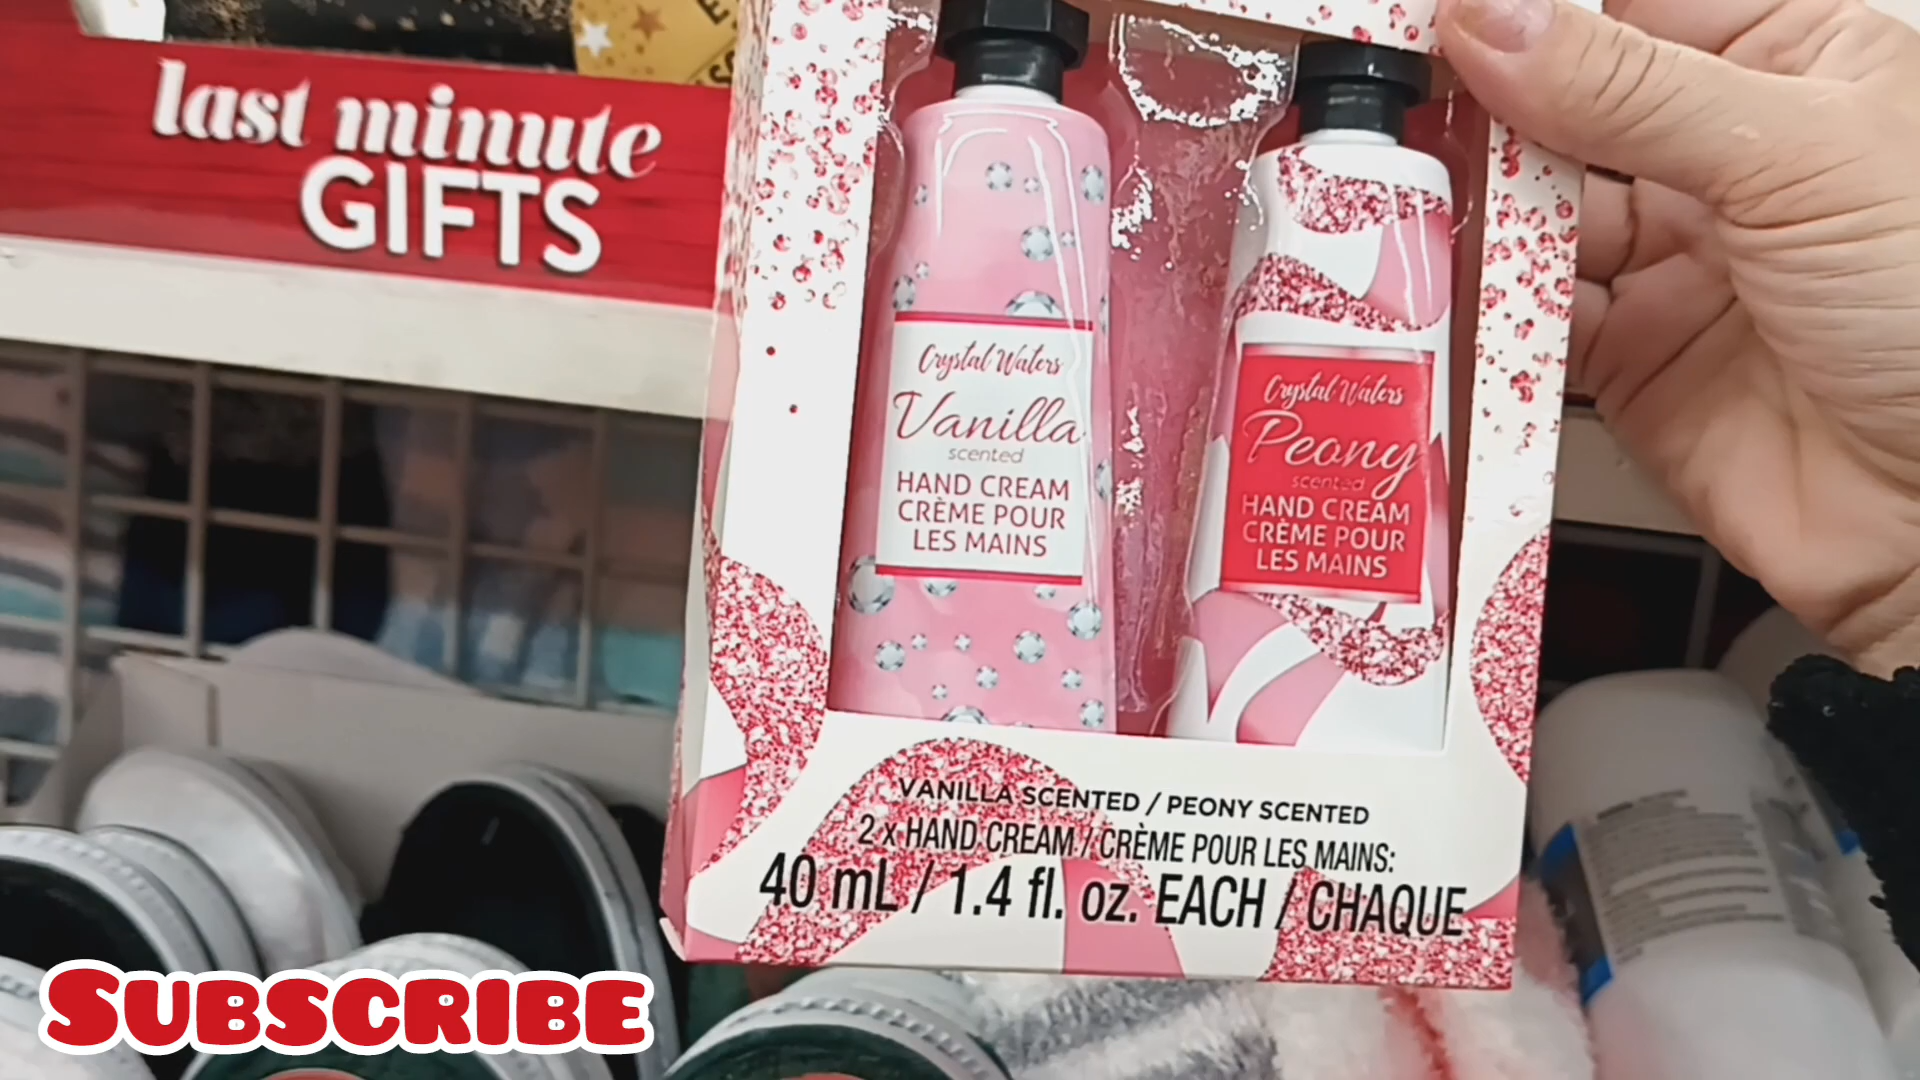 last minute
GIFTS
Crystal Waters
Vanilla
scented
HAND CREAM
CRÈME POUR
LES MAINS
Crystal Waters
Peony
scented
HAND CREAM
CRÈME POUR
LES MAINS
VANILLA SCENTED / PEONY SCENTED
2 x HAND CREAM / CRÈME POUR LES MAINS:
40 mL / 1.4 fl. oz. EACH / CHAQUE
SUBSCRIBE